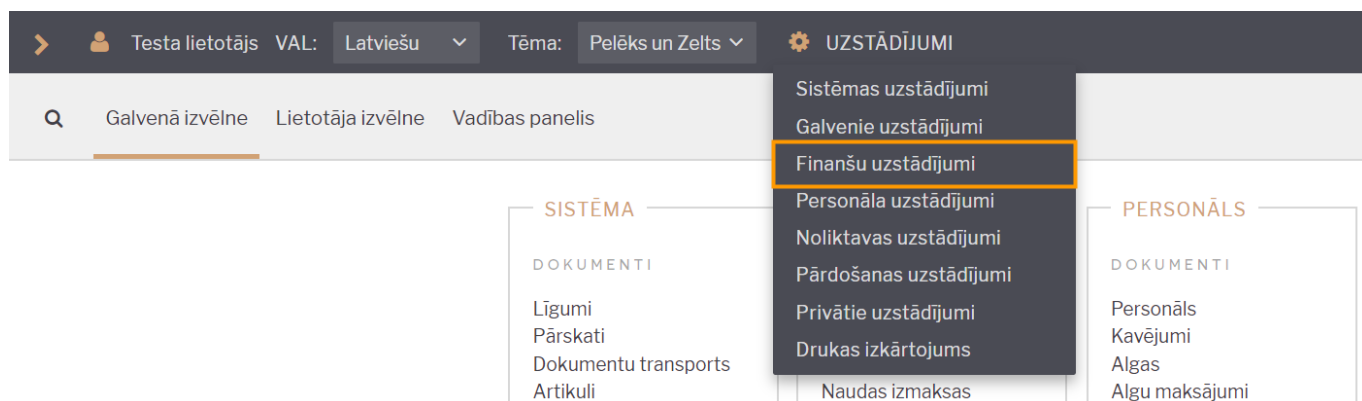 Testa lietotājs VAL: Latviešu Tēma: Pelēks un Zelts UZSTĀDĪJUMI
Galvenā izvēlne Lietotāja izvēlne Vadības panelis
Sistēmas uzstādījumi
Galvenie uzstādījumi
Finanšu uzstādījumi
Personāla uzstādījumi
Noliktavas uzstādījumi
Pārdošanas uzstādījumi
Privātie uzstādījumi
Drukas izkārtojums
SISTĒMA
DOKUMENTI
Līgumi
Pārskati
Dokumentu transports
Artikuli
Naudas izmaksas
PERSONĀLS
DOKUMENTI
Personāls
Kavējumi
Algas
Algu maksājumi